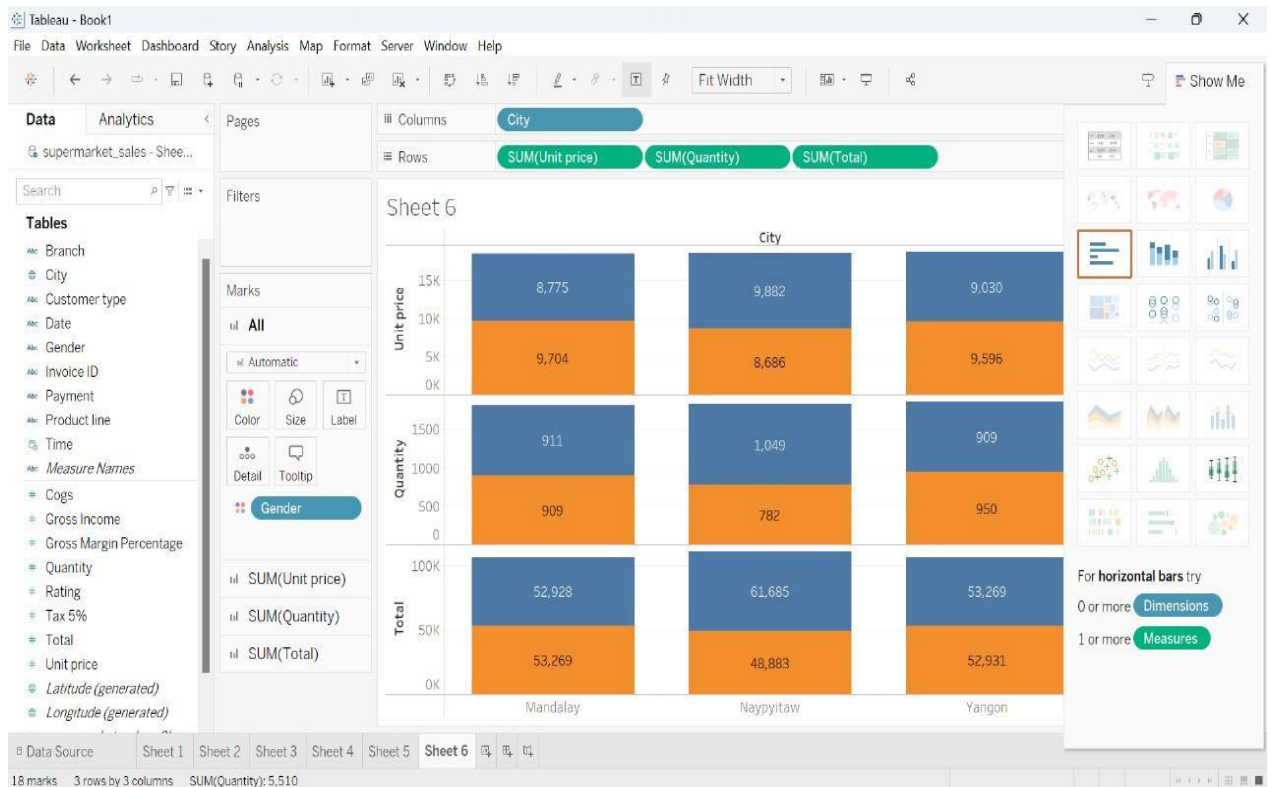 Tableau - Book1
File Data Worksheet Dashboard Story Analysis Map Format Server Window Help
Fit Width
Show Me
Data Analytics
supermarket_sales - Shee...
Search
Tables
Abc Branch
City
Abc Customer type
Abc Date
Abc Gender
Abc Invoice ID
Abc Payment
Abc Product line
Time
Abc Measure Names
# Cogs
# Gross Income
# Gross Margin Percentage
# Quantity
# Rating
# Tax 5%
# Total
# Unit price
Latitude (generated)
Longitude (generated)
Pages
Filters
Marks
All
Automatic
Color Size Label
Detail Tooltip
Gender
SUM(Unit price)
SUM(Quantity)
SUM(Total)
Columns City
Rows SUM(Unit price) SUM(Quantity) SUM(Total)
Sheet 6
City
Unit price
15K
10K
5K
0K
8,775 9,882 9,030
9,704 8,686 9,596
Quantity
1500
1000
500
0
911 1,049 909
909 782 950
Total
100K
50K
0K
52,928 61,685 53,269
53,269 48,883 52,931
Mandalay Naypyitaw Yangon
For horizontal bars try
0 or more Dimensions
1 or more Measures
Data Source Sheet 1 Sheet 2 Sheet 3 Sheet 4 Sheet 5 Sheet 6
18 marks 3 rows by 3 columns SUM(Quantity): 5,510